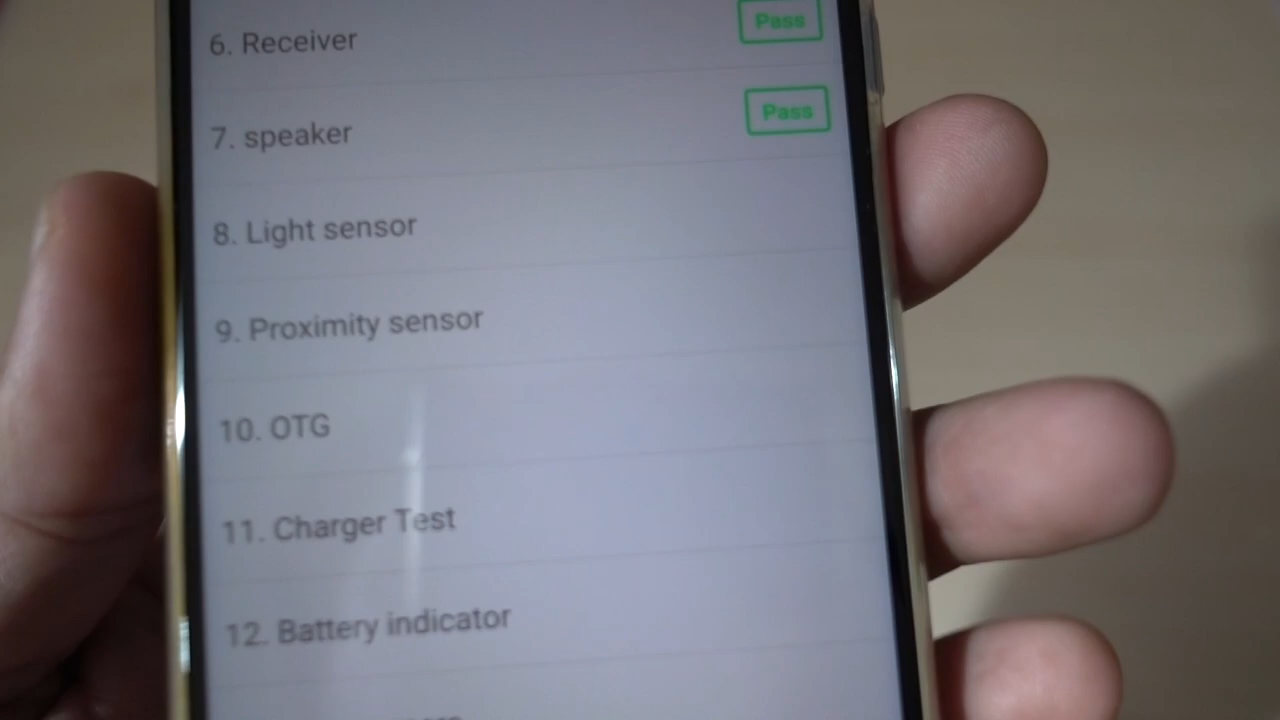 6. Receiver Pass
7. speaker Pass
8. Light sensor
9. Proximity sensor
10. OTG
11. Charger Test
12. Battery indicator